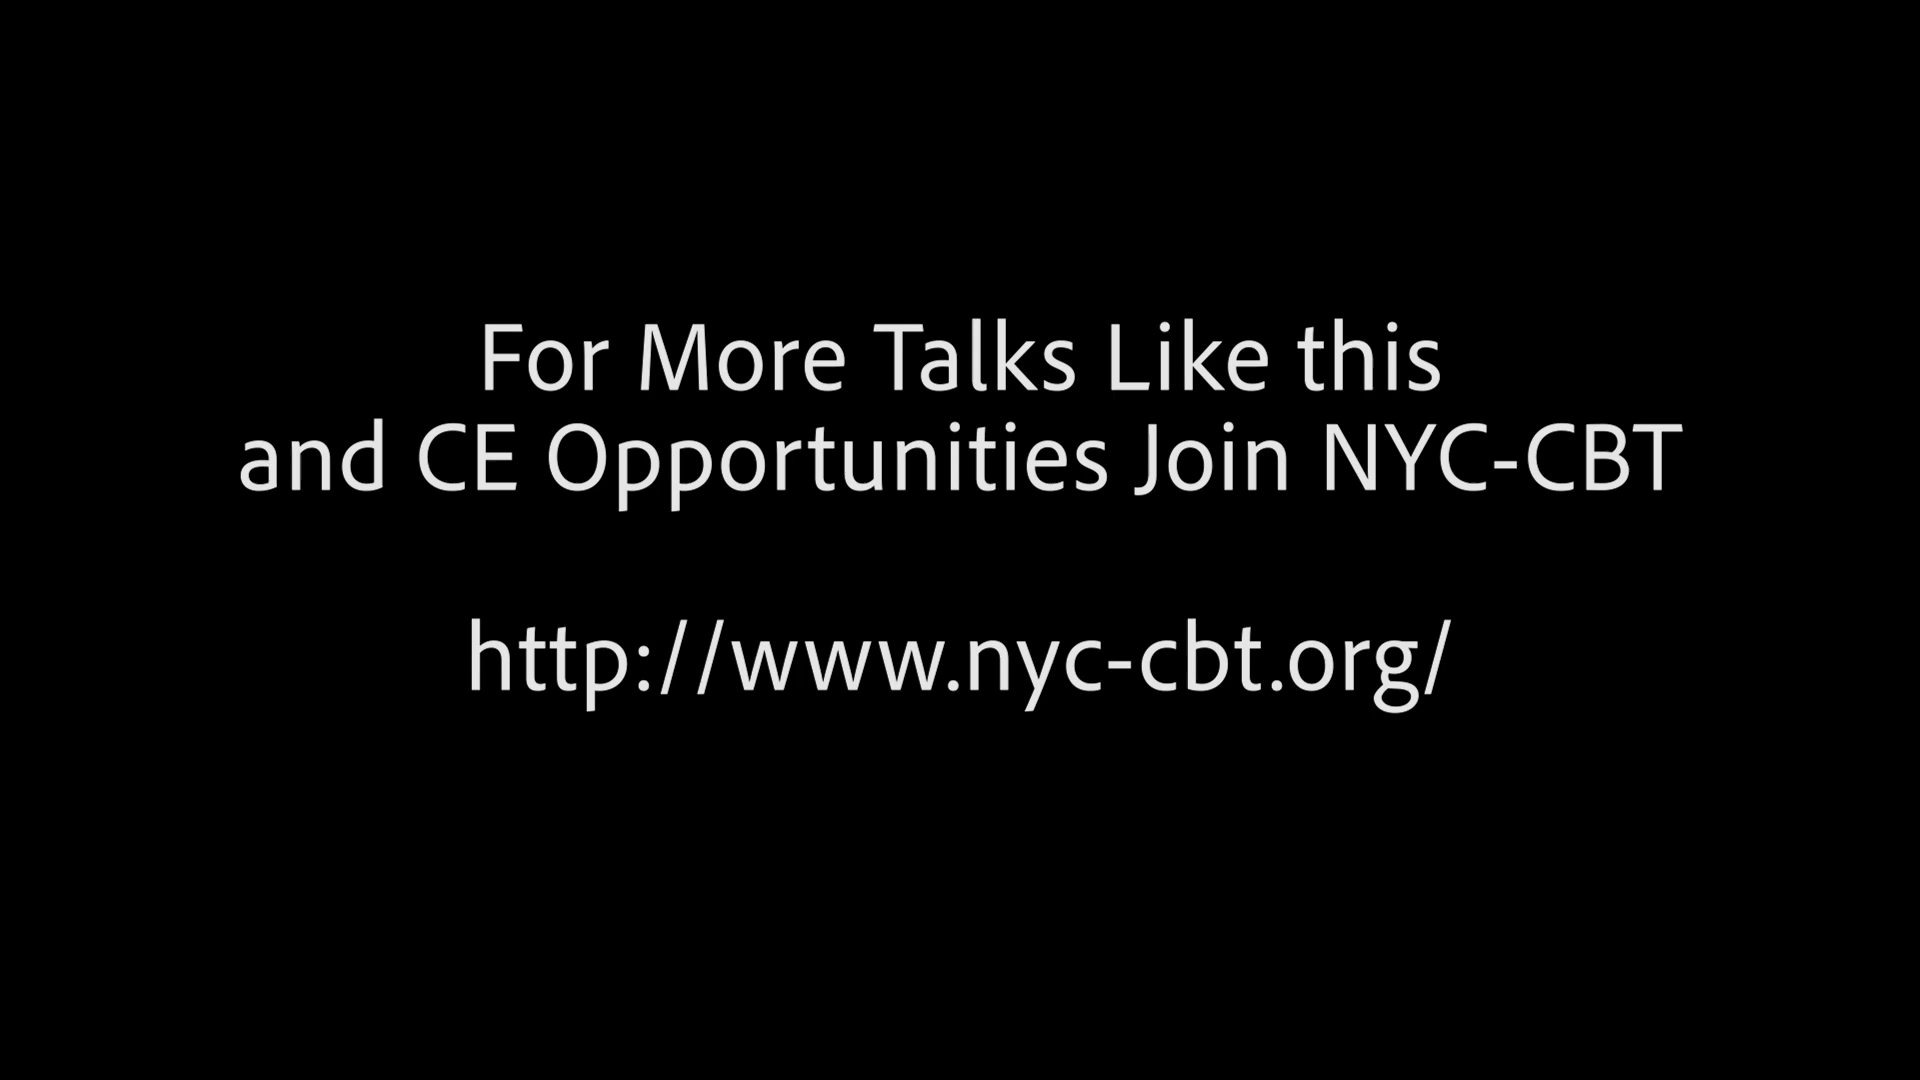 For More Talks Like this
and CE Opportunities Join NYC-CBT
http://www.nyc-cbt.org/